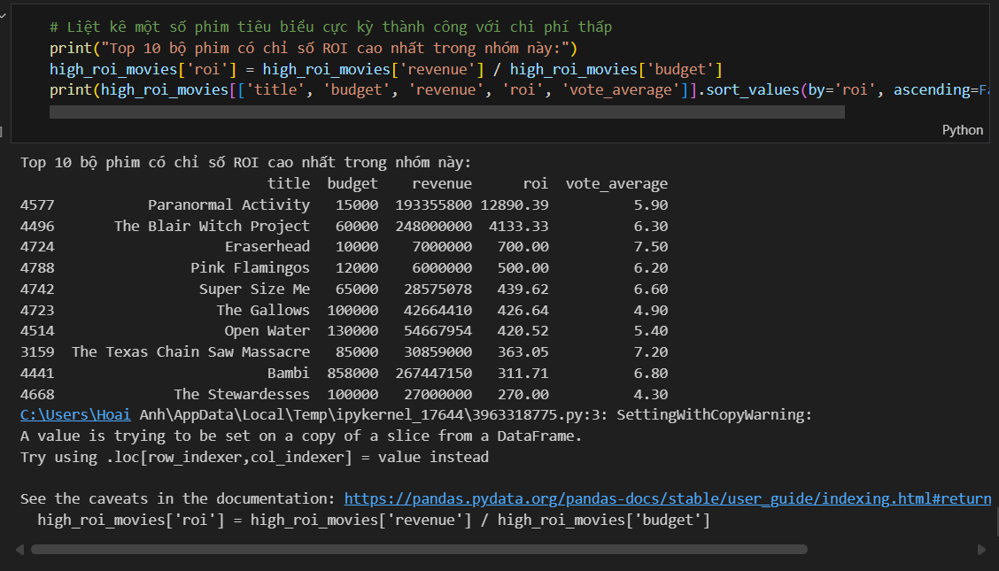 # Liệt kê một số phim tiêu biểu cực kỳ thành công với chi phí thấp
print("Top 10 bộ phim có chỉ số ROI cao nhất trong nhóm này:")
high_roi_movies['roi'] = high_roi_movies['revenue'] / high_roi_movies['budget']
print(high_roi_movies[['title', 'budget', 'revenue', 'roi', 'vote_average']].sort_values(by='roi', ascending=
Python
Top 10 bộ phim có chỉ số ROI cao nhất trong nhóm này:
title budget revenue roi vote_average
4577 Paranormal Activity 15000 193355800 12890.39 5.90
4496 The Blair Witch Project 60000 248000000 4133.33 6.30
4724 Eraserhead 10000 7000000 700.00 7.50
4788 Pink Flamingos 12000 6000000 500.00 6.20
4742 Super Size Me 65000 28575078 439.62 6.60
4723 The Gallows 100000 42664410 426.64 4.90
4514 Open Water 130000 54667954 420.52 5.40
3159 The Texas Chain Saw Massacre 85000 30859000 363.05 7.20
4441 Bambi 858000 267447150 311.71 6.80
4668 The Stewardesses 100000 27000000 270.00 4.30
C:\Users\Hoai Anh\AppData\Local\Temp\ipykernel_17644\3963318775.py:3: SettingWithCopyWarning:
A value is trying to be set on a copy of a slice from a DataFrame.
Try using .loc[row_indexer,col_indexer] = value instead
See the caveats in the documentation: https://pandas.pydata.org/pandas-docs/stable/user_guide/indexing.html#return
high_roi_movies['roi'] = high_roi_movies['revenue'] / high_roi_movies['budget']